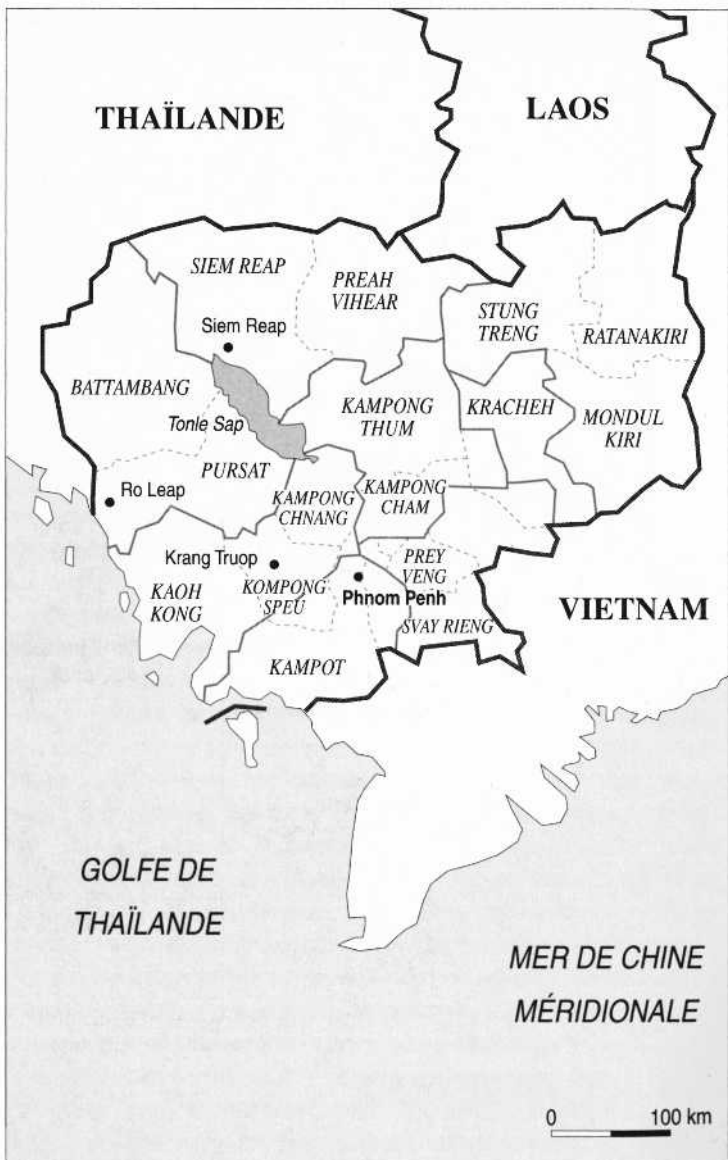 THAÏLANDE
LAOS
SIEM REAP
PREAH
VIHEAR
STUNG
TRENG
RATANAKIRI
Siem Reap
BATTAMBANG
Tonle Sap
KAMPONG
THUM
KRACHEH
MONDUL
KIRI
PURSAT
Ro Leap
KAMPONG
CHNANG
KAMPONG
CHAM
Krang Truop
KAOH
KONG
KOMPONG
SPEU
Phnom Penh
PREY
VENG
SVAY RIENG
VIETNAM
KAMPOT
GOLFE DE
THAÏLANDE
MER DE CHINE
MÉRIDIONALE
0 100 km